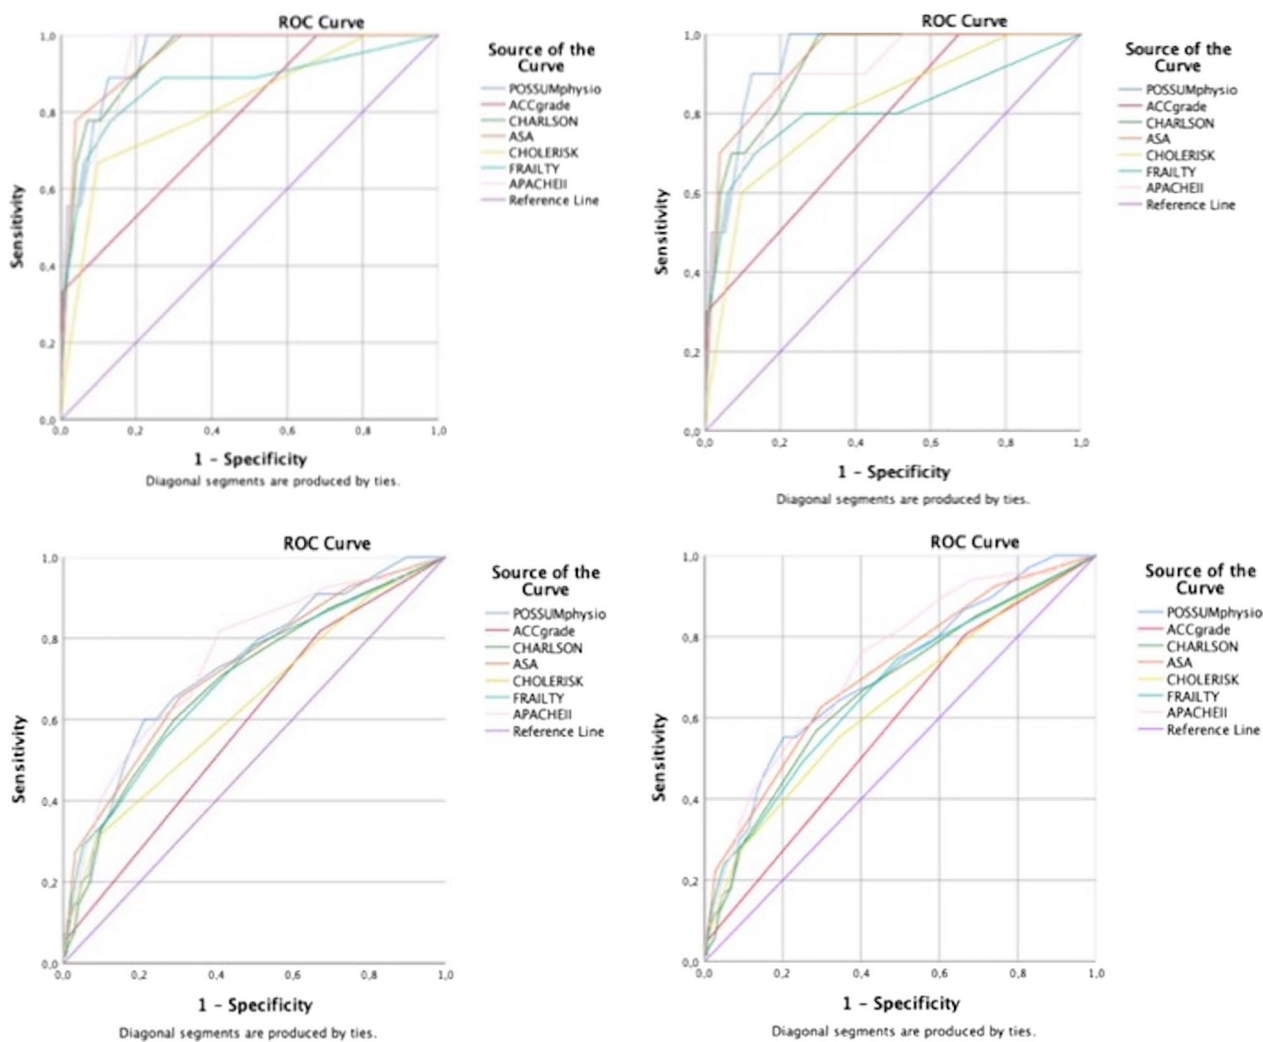 ROC Curve
1,0
0,8
0,6
0,4
0,2
0,0
Sensitivity
0,0 0,2 0,4 0,6 0,8 1,0
1 - Specificity
Diagonal segments are produced by ties.
Source of the
Curve
POSSUMphysio
ACCgrade
CHARLSON
ASA
CHOLERISK
FRAILTY
APACHEII
Reference Line
ROC Curve
1,0
0,8
0,6
0,4
0,2
0,0
Sensitivity
0,0 0,2 0,4 0,6 0,8 1,0
1 - Specificity
Diagonal segments are produced by ties.
Source of the
Curve
POSSUMphysio
ACCgrade
CHARLSON
ASA
CHOLERISK
FRAILTY
APACHEII
Reference Line
ROC Curve
1,0
0,8
0,6
0,4
0,2
0,0
Sensitivity
0,0 0,2 0,4 0,6 0,8 1,0
1 - Specificity
Diagonal segments are produced by ties.
Source of the
Curve
POSSUMphysio
ACCgrade
CHARLSON
ASA
CHOLERISK
FRAILTY
APACHEII
Reference Line
ROC Curve
1,0
0,8
0,6
0,4
0,2
0,0
Sensitivity
0,0 0,2 0,4 0,6 0,8 1,0
1 - Specificity
Diagonal segments are produced by ties.
Source of the
Curve
POSSUMphysio
ACCgrade
CHARLSON
ASA
CHOLERISK
FRAILTY
APACHEII
Reference Line